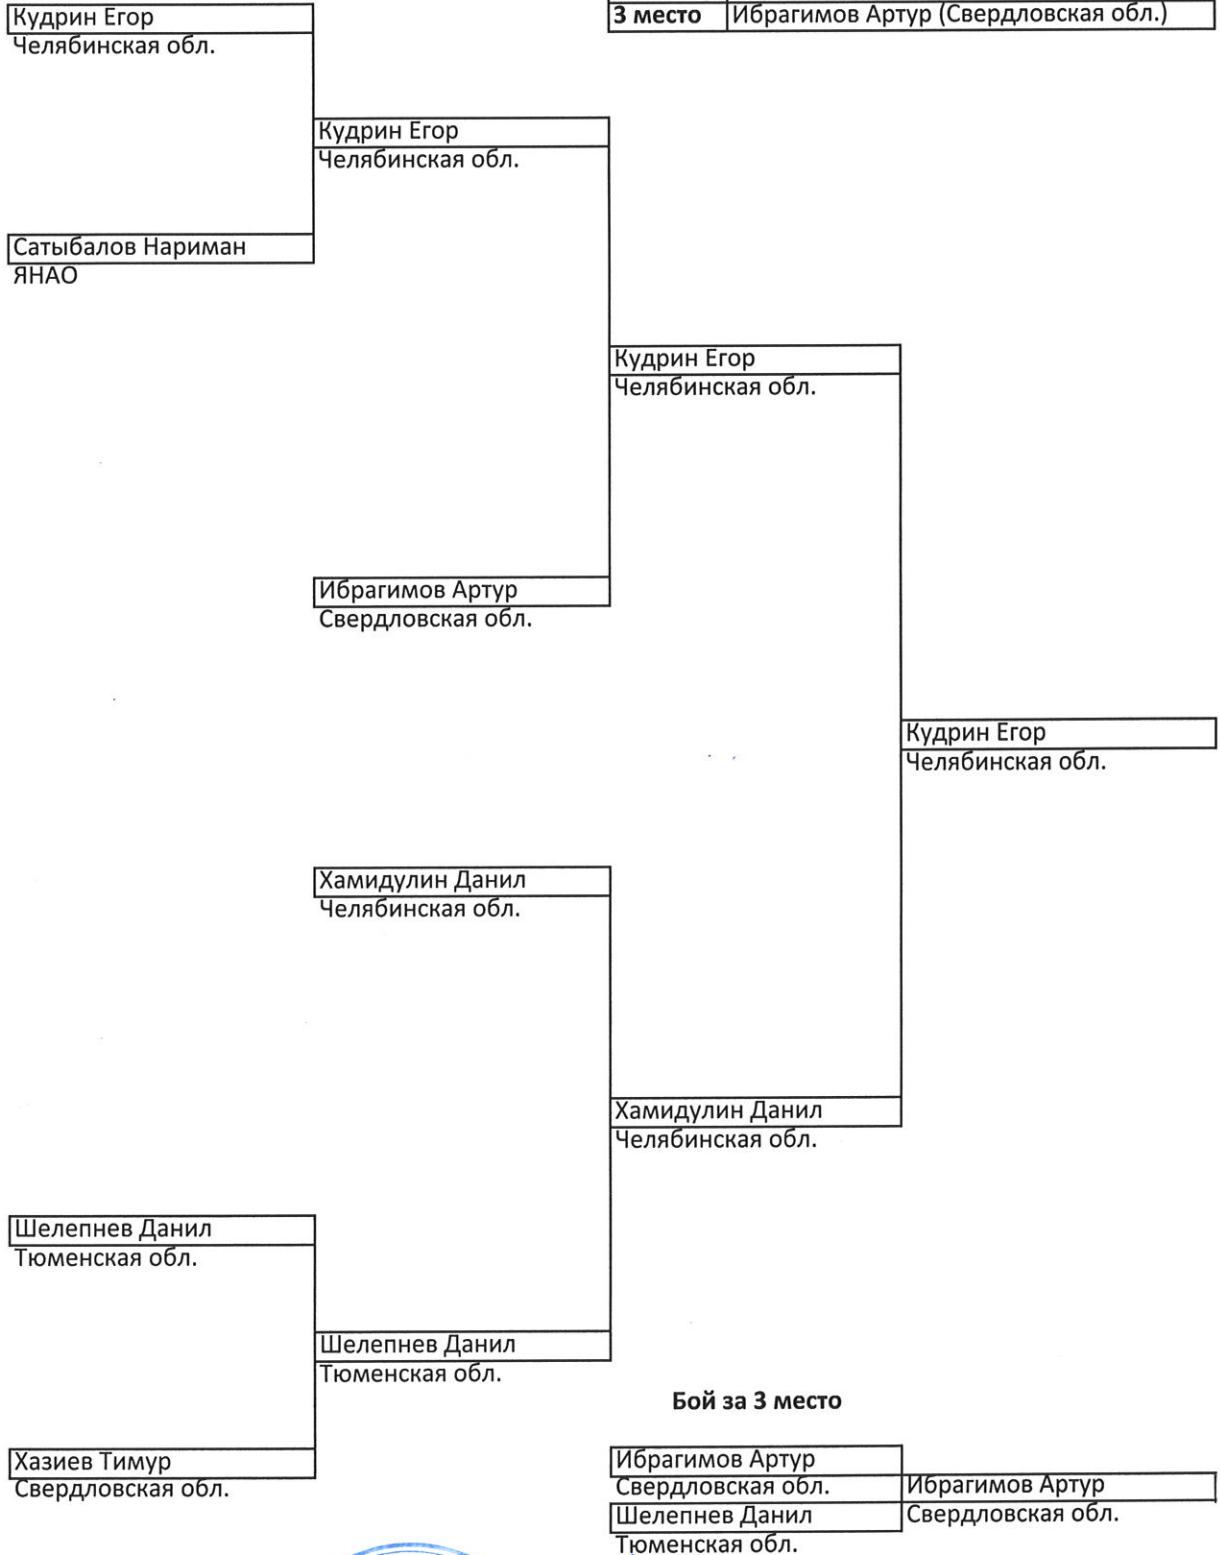 Кудрин Егор
Челябинская обл.
3 место Ибрагимов Артур (Свердловская обл.)
Кудрин Егор
Челябинская обл.
Сатыбалов Нариман
ЯНАО
Кудрин Егор
Челябинская обл.
Ибрагимов Артур
Свердловская обл.
Кудрин Егор
Челябинская обл.
Хамидулин Данил
Челябинская обл.
Хамидулин Данил
Челябинская обл.
Шелепнев Данил
Тюменская обл.
Шелепнев Данил
Тюменская обл.
Хазиев Тимур
Свердловская обл.
Бой за 3 место
Ибрагимов Артур
Свердловская обл.
Шелепнев Данил
Тюменская обл.
Ибрагимов Артур
Свердловская обл.